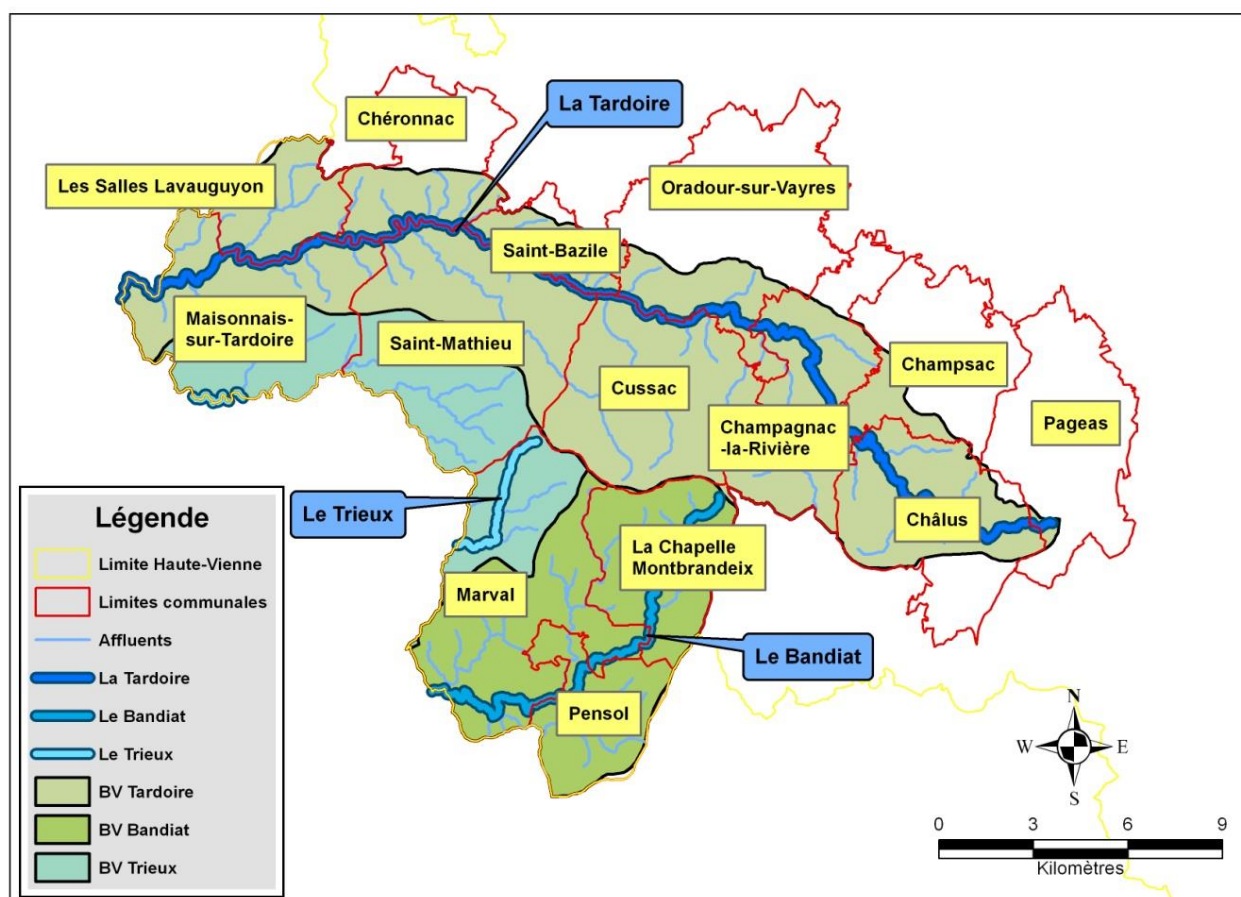 La Tardoire
Chéronnac
Les Salles Lavauguyon
Oradour-sur-Vayres
Saint-Bazile
Maisonnais-
sur-Tardoire
Saint-Mathieu
Champsac
Cussac
Champagnac
-la-Rivière
Pageas
Le Trieux
Châlus
La Chapelle
Montbrandeix
Marval
Le Bandiat
Pensol
Légende
Limite Haute-Vienne
Limites communales
Affluents
La Tardoire
Le Bandiat
Le Trieux
BV Tardoire
BV Bandiat
BV Trieux
N
W
E
S
0 3 6 9
Kilomètres